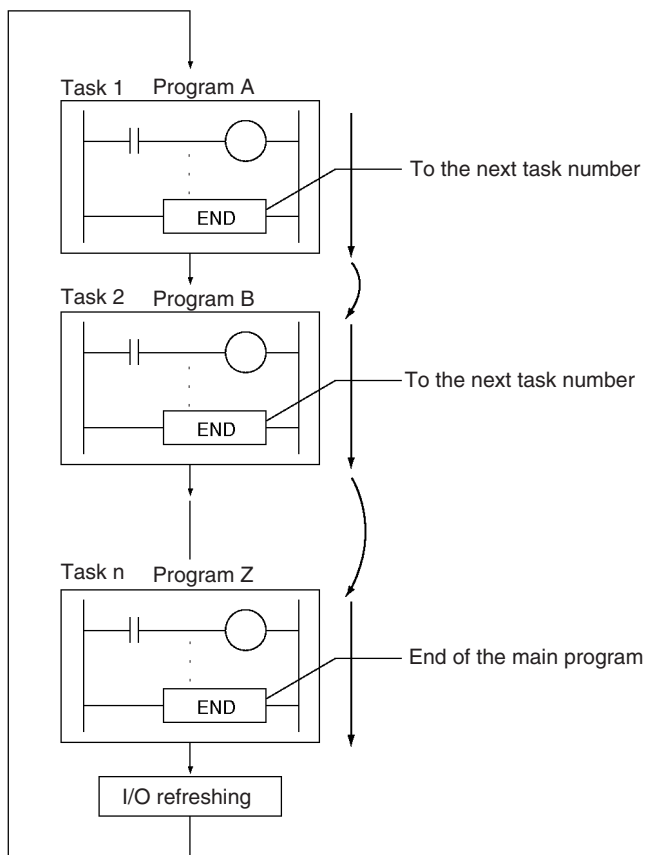 Task 1 Program A
END
To the next task number
Task 2 Program B
END
To the next task number
Task n Program Z
END
End of the main program
I/O refreshing